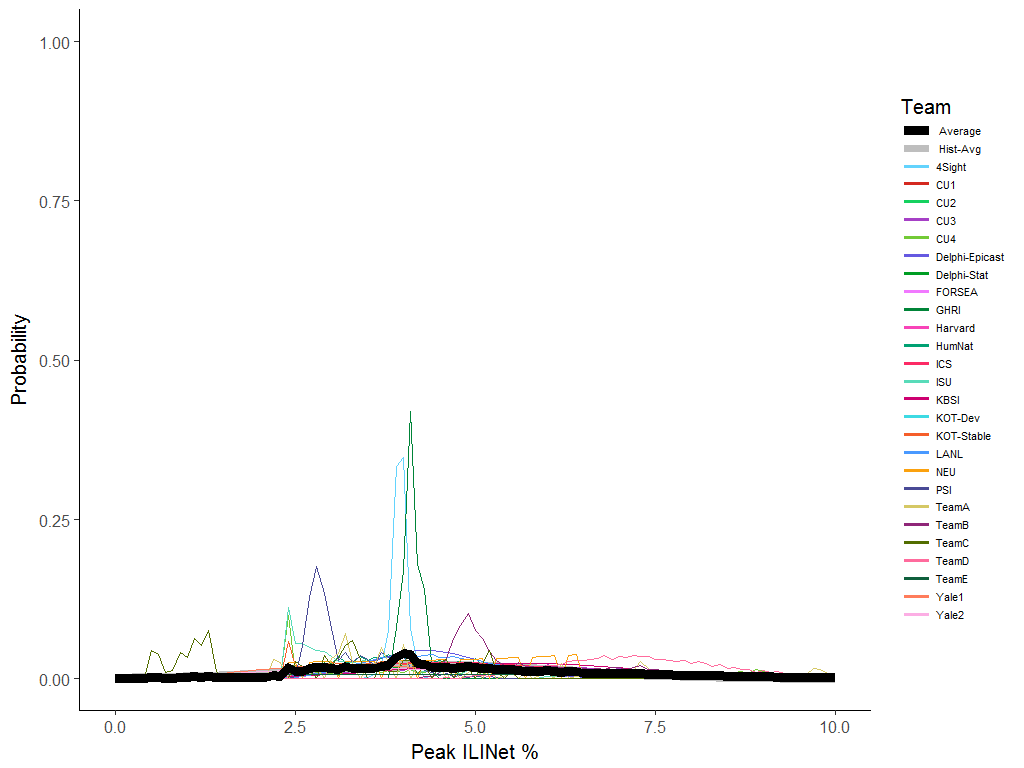 1.00
0.75
0.50
0.25
0.00
Probability
0.0 2.5 5.0 7.5 10.0
Peak ILINet %
Team
Average
Hist-Avg
4Sight
CU1
CU2
CU3
CU4
Delphi-Epicast
Delphi-Stat
FORSEA
GHRI
Harvard
HumNat
ICS
ISU
KBSI
KOT-Dev
KOT-Stable
LANL
NEU
PSI
TeamA
TeamB
TeamC
TeamD
TeamE
Yale1
Yale2